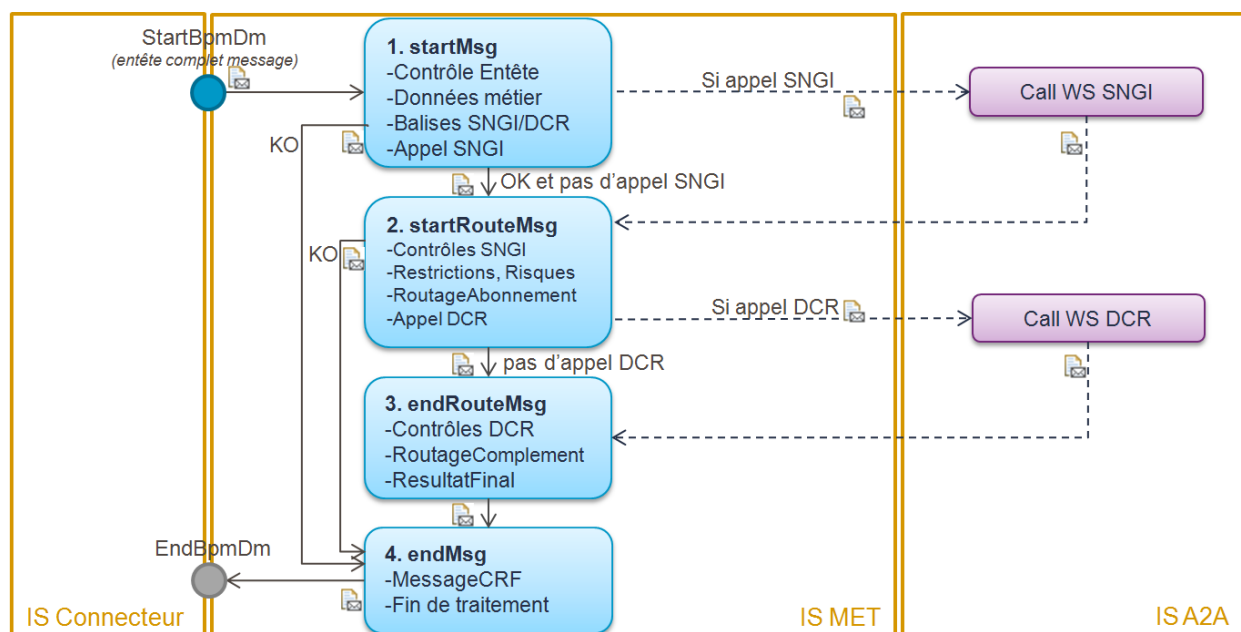 StartBpmDm
(entête complet message)
1. startMsg
-Contrôle Entête
-Données métier
-Balises SNGI/DCR
-Appel SNGI
Si appel SNGI
Call WS SNGI
KO
OK et pas d'appel SNGI
2. startRouteMsg
-Contrôles SNGI
-Restrictions, Risques
-RoutageAbonnement
-Appel DCR
KO
Si appel DCR
Call WS DCR
pas d'appel DCR
3. endRouteMsg
-Contrôles DCR
-RoutageComplement
-ResultatFinal
EndBpmDm
4. endMsg
-MessageCRF
-Fin de traitement
IS Connecteur
IS MET
IS A2A